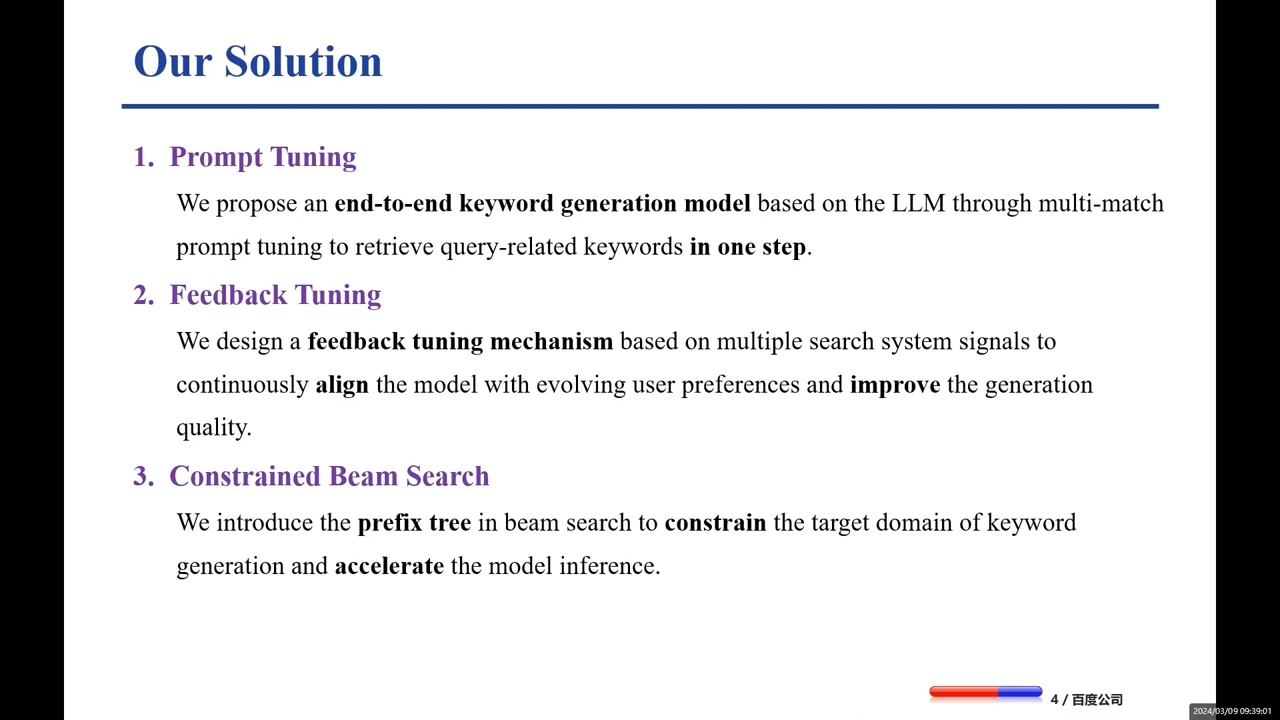 Our Solution
1. Prompt Tuning
We propose an end-to-end keyword generation model based on the LLM through multi-match
prompt tuning to retrieve query-related keywords in one step.
2. Feedback Tuning
We design a feedback tuning mechanism based on multiple search system signals to
continuously align the model with evolving user preferences and improve the generation
quality.
3. Constrained Beam Search
We introduce the prefix tree in beam search to constrain the target domain of keyword
generation and accelerate the model inference.
4 / 百度公司
2024/03/09 09:39:01